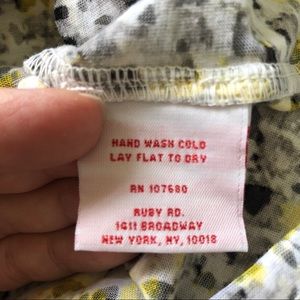 HAND WASH COLD
LAY FLAT TO DRY
RN 107680
RUBY RD.
1411 BROADWAY
NEW YORK, NY, 10018